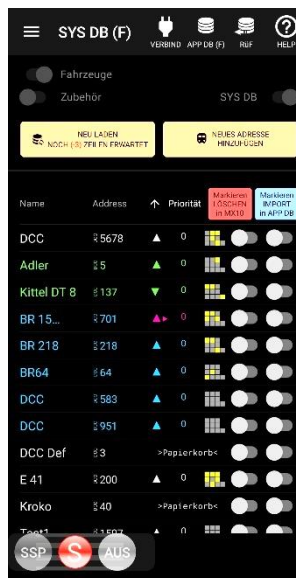 SYS DB (F)
VERBIND APP DB (F) RüF HELP
Fahrzeuge
Zubehör SYS DB
NEU LADEN
NOCH (-3) ZEILEN ERWARTET
NEUES ADRESSE
HINZUFÜGEN
Name Address Priorität
Markieren
LÖSCHEN
in MX10
Markieren
IMPORT
in APP DB
DCC 5678 0
Adler 5 0
Kittel DT 8 137 0
BR 15... 701 0
BR 218 218 0
BR64 64 0
DCC 583 0
DCC 951 0
DCC Def 3 >Papierkorb<
E 41 200 0
Kroko 40 >Papierkorb<
SSP S AUS